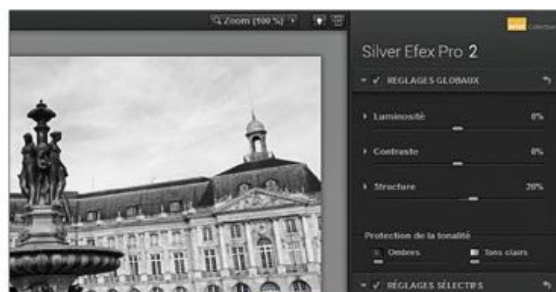 Zoom (100 %)
Collection
Silver Efex Pro 2
RÉGLAGES GLOBAUX
Luminosité 0%
Contraste 0%
Structure 20%
Protection de la tonalité
Ombres Tons clairs
RÉGLAGES SÉLECTIFS